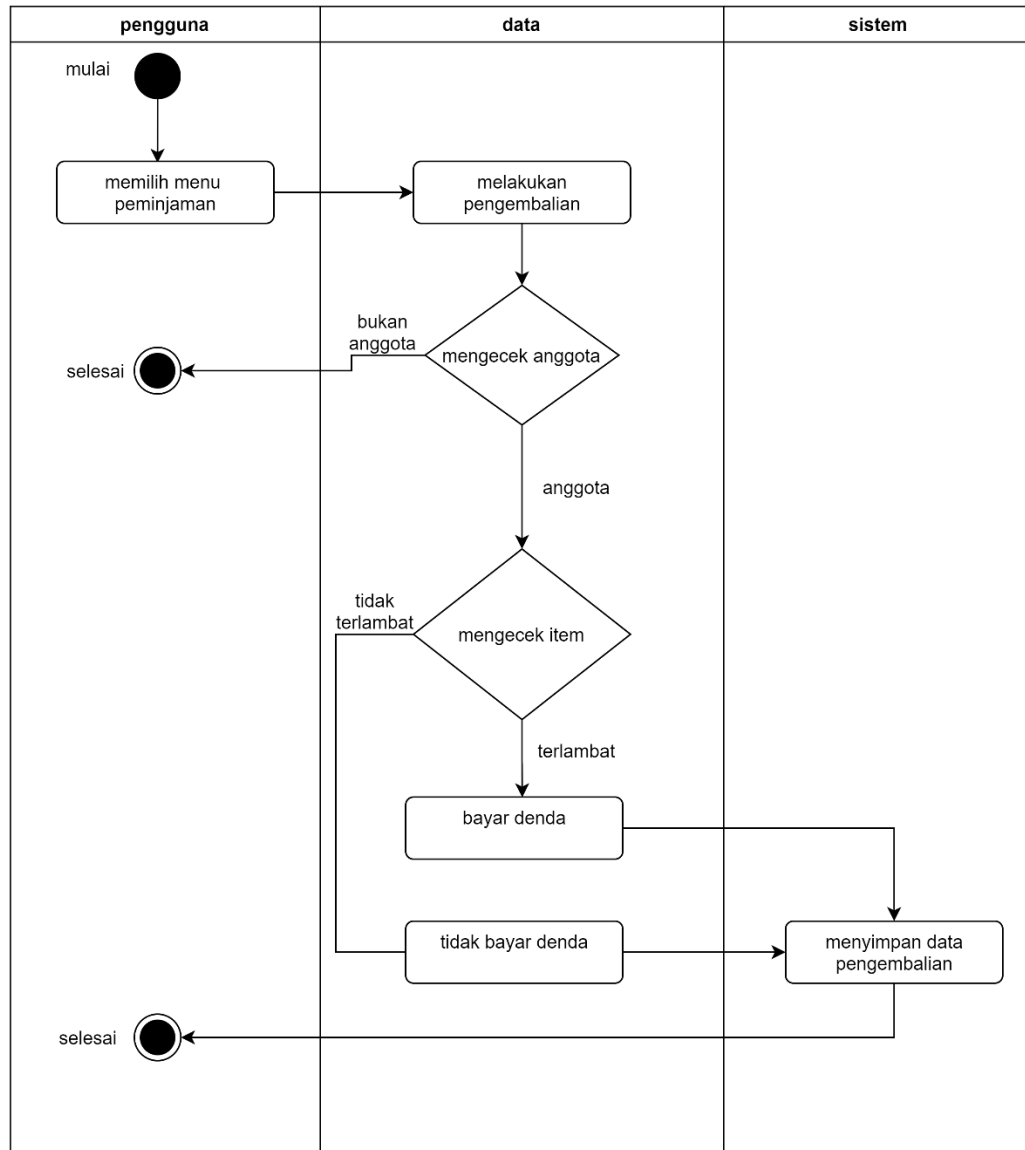 pengguna
data
sistem
mulai
memilih menu
peminjaman
melakukan
pengembalian
bukan
anggota
mengecek anggota
selesai
anggota
tidak
terlambat
mengecek item
terlambat
bayar denda
tidak bayar denda
menyimpan data
pengembalian
selesai